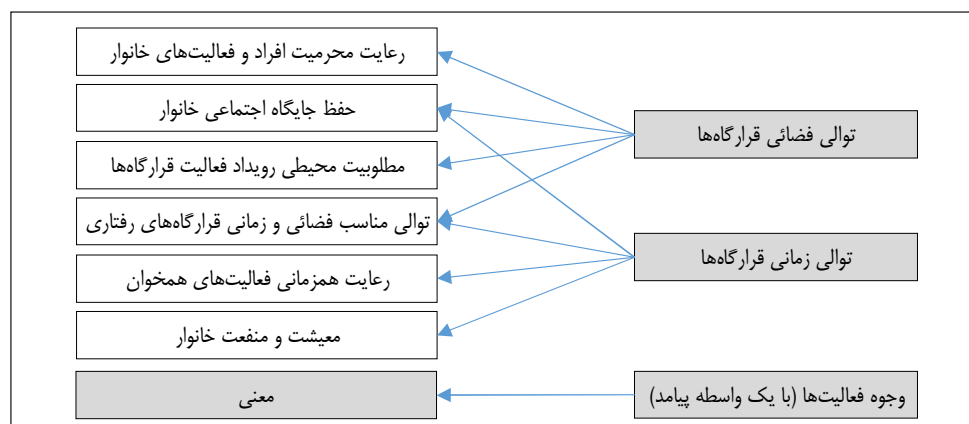 رعایت محرمیت افراد و فعالیت‌های خانوار
حفظ جایگاه اجتماعی خانوار
توالی فضائی قرارگاه‌ها
مطلوبیت محیطی رویداد فعالیت قرارگاه‌ها
توالی مناسب فضائی و زمانی قرارگاه‌های رفتاری
توالی زمانی قرارگاه‌ها
رعایت همزمانی فعالیت‌های همخوان
معیشت و منفعت خانوار
وجوه فعالیت‌ها (با یک واسطه پیامد)
معنی